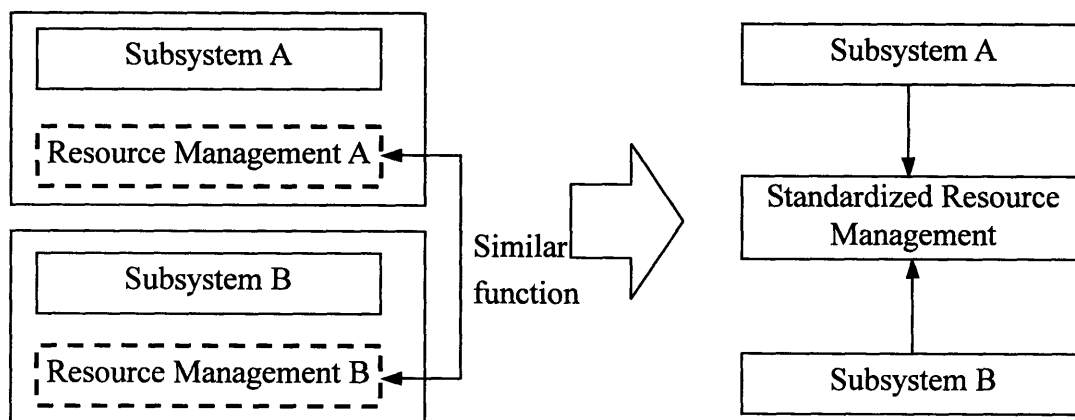 Subsystem A
Resource Management A
Subsystem B
Resource Management B
Similar
function
Subsystem A
Standardized Resource
Management
Subsystem B